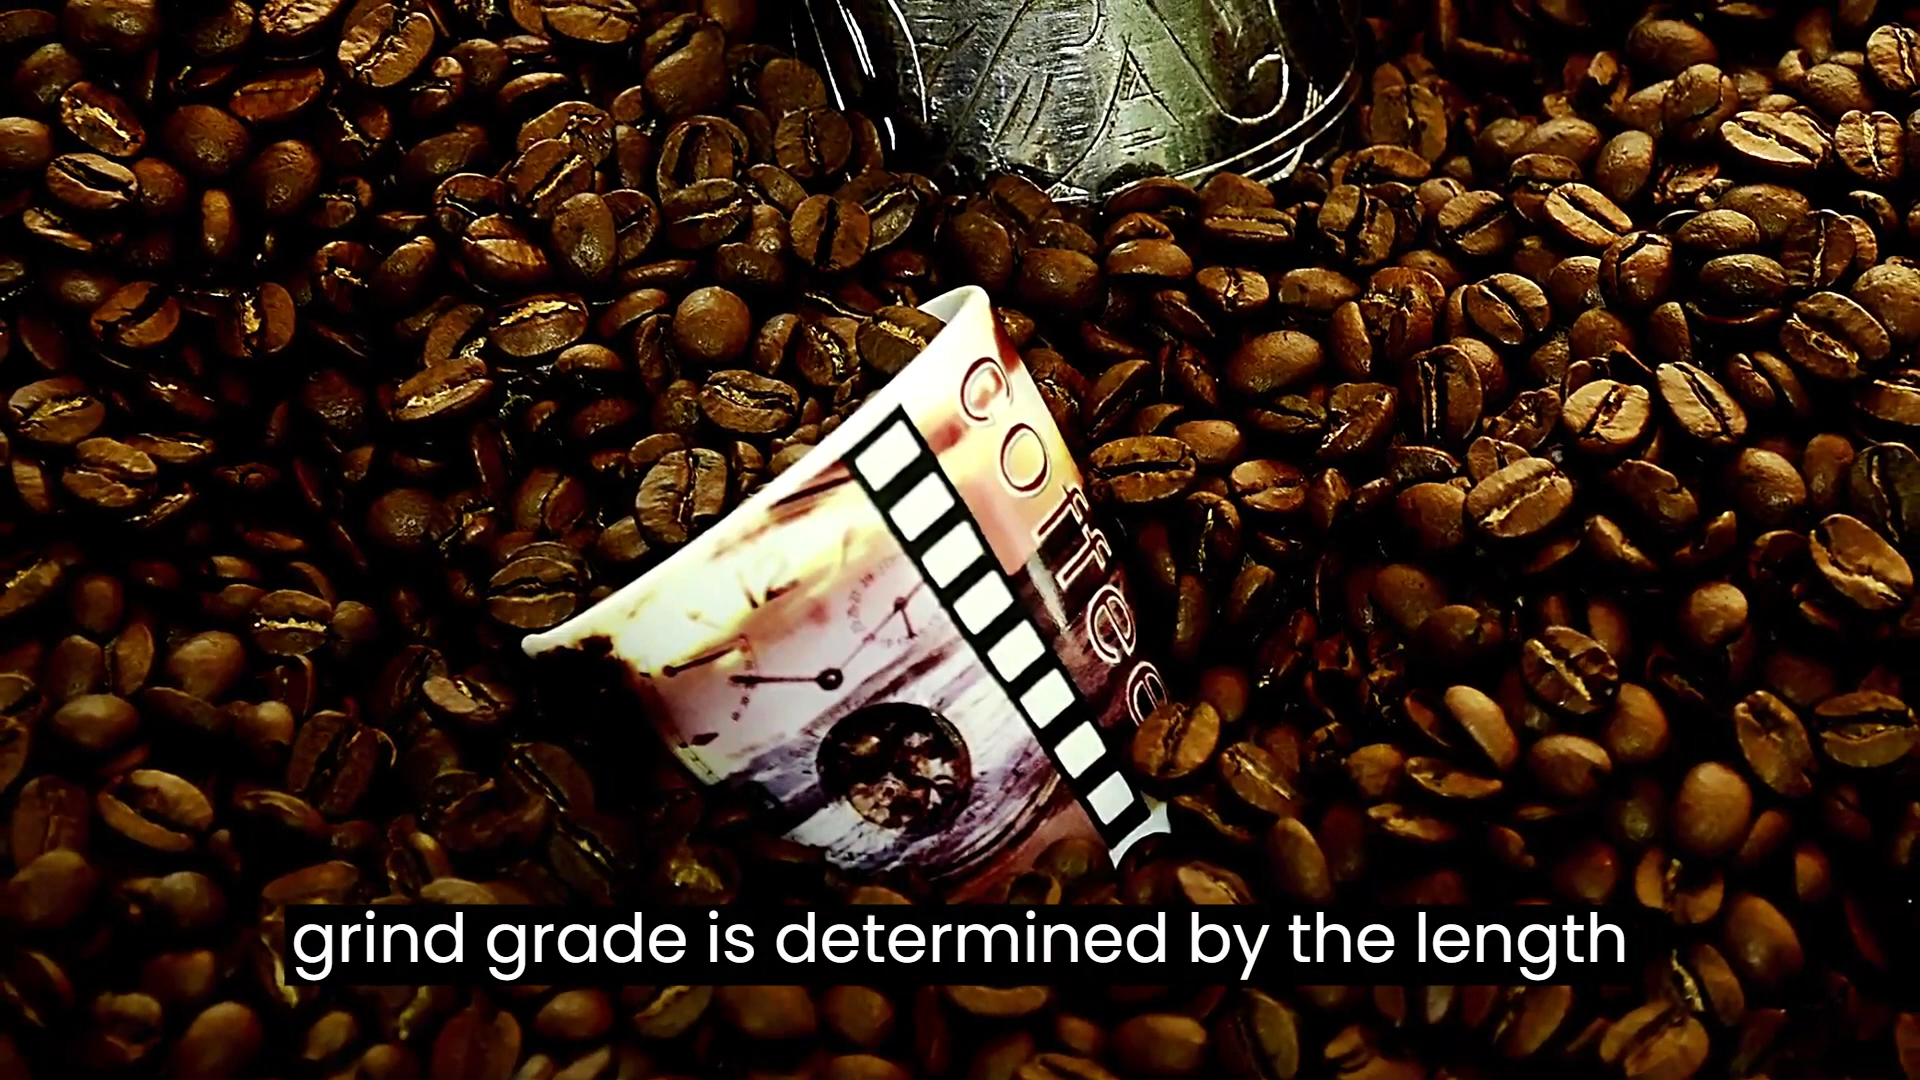 coffee
grind grade is determined by the length